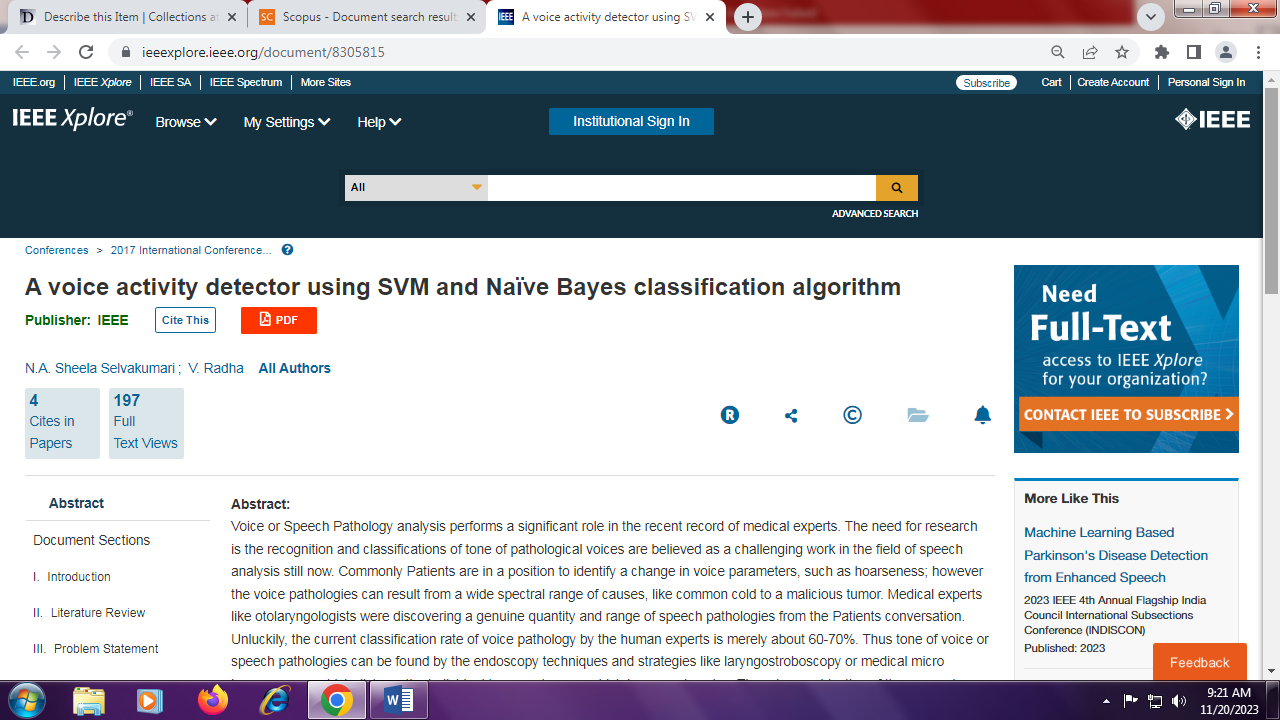 Describe this Item | Collections at
Scopus - Document search result
A voice activity detector using SV
ieeexplore.ieee.org/document/8305815
IEEE.org
IEEE Xplore
IEEE SA
IEEE Spectrum
More Sites
Subscribe
Cart
Create Account
Personal Sign In
IEEE Xplore®
Browse
My Settings
Help
Institutional Sign In
IEEE
All
ADVANCED SEARCH
Conferences > 2017 International Conference...
A voice activity detector using SVM and Naïve Bayes classification algorithm
Publisher: IEEE
Cite This
PDF
N.A. Sheela Selvakumari ; V. Radha All Authors
4
Cites in
Papers
197
Full
Text Views
Need
Full-Text
access to IEEE Xplore
for your organization?
CONTACT IEEE TO SUBSCRIBE
Abstract
Document Sections
I. Introduction
II. Literature Review
III. Problem Statement
Abstract:
Voice or Speech Pathology analysis performs a significant role in the recent record of medical experts. The need for research
is the recognition and classifications of tone of pathological voices are believed as a challenging work in the field of speech
analysis still now. Commonly Patients are in a position to identify a change in voice parameters, such as hoarseness; however
the voice pathologies can result from a wide spectral range of causes, like common cold to a malicious tumor. Medical experts
like otolaryngologists were discovering a genuine quantity and range of speech pathologies from the Patients conversation.
Unluckily, the current classification rate of voice pathology by the human experts is merely about 60-70%. Thus tone of voice or
speech pathologies can be found by the endoscopy techniques and strategies like laryngostroboscopy or medical micro
More Like This
Machine Learning Based
Parkinson's Disease Detection
from Enhanced Speech
2023 IEEE 4th Annual Flagship India
Council International Subsections
Conference (INDISCON)
Published: 2023
Feedback
9:21 AM
11/20/2023